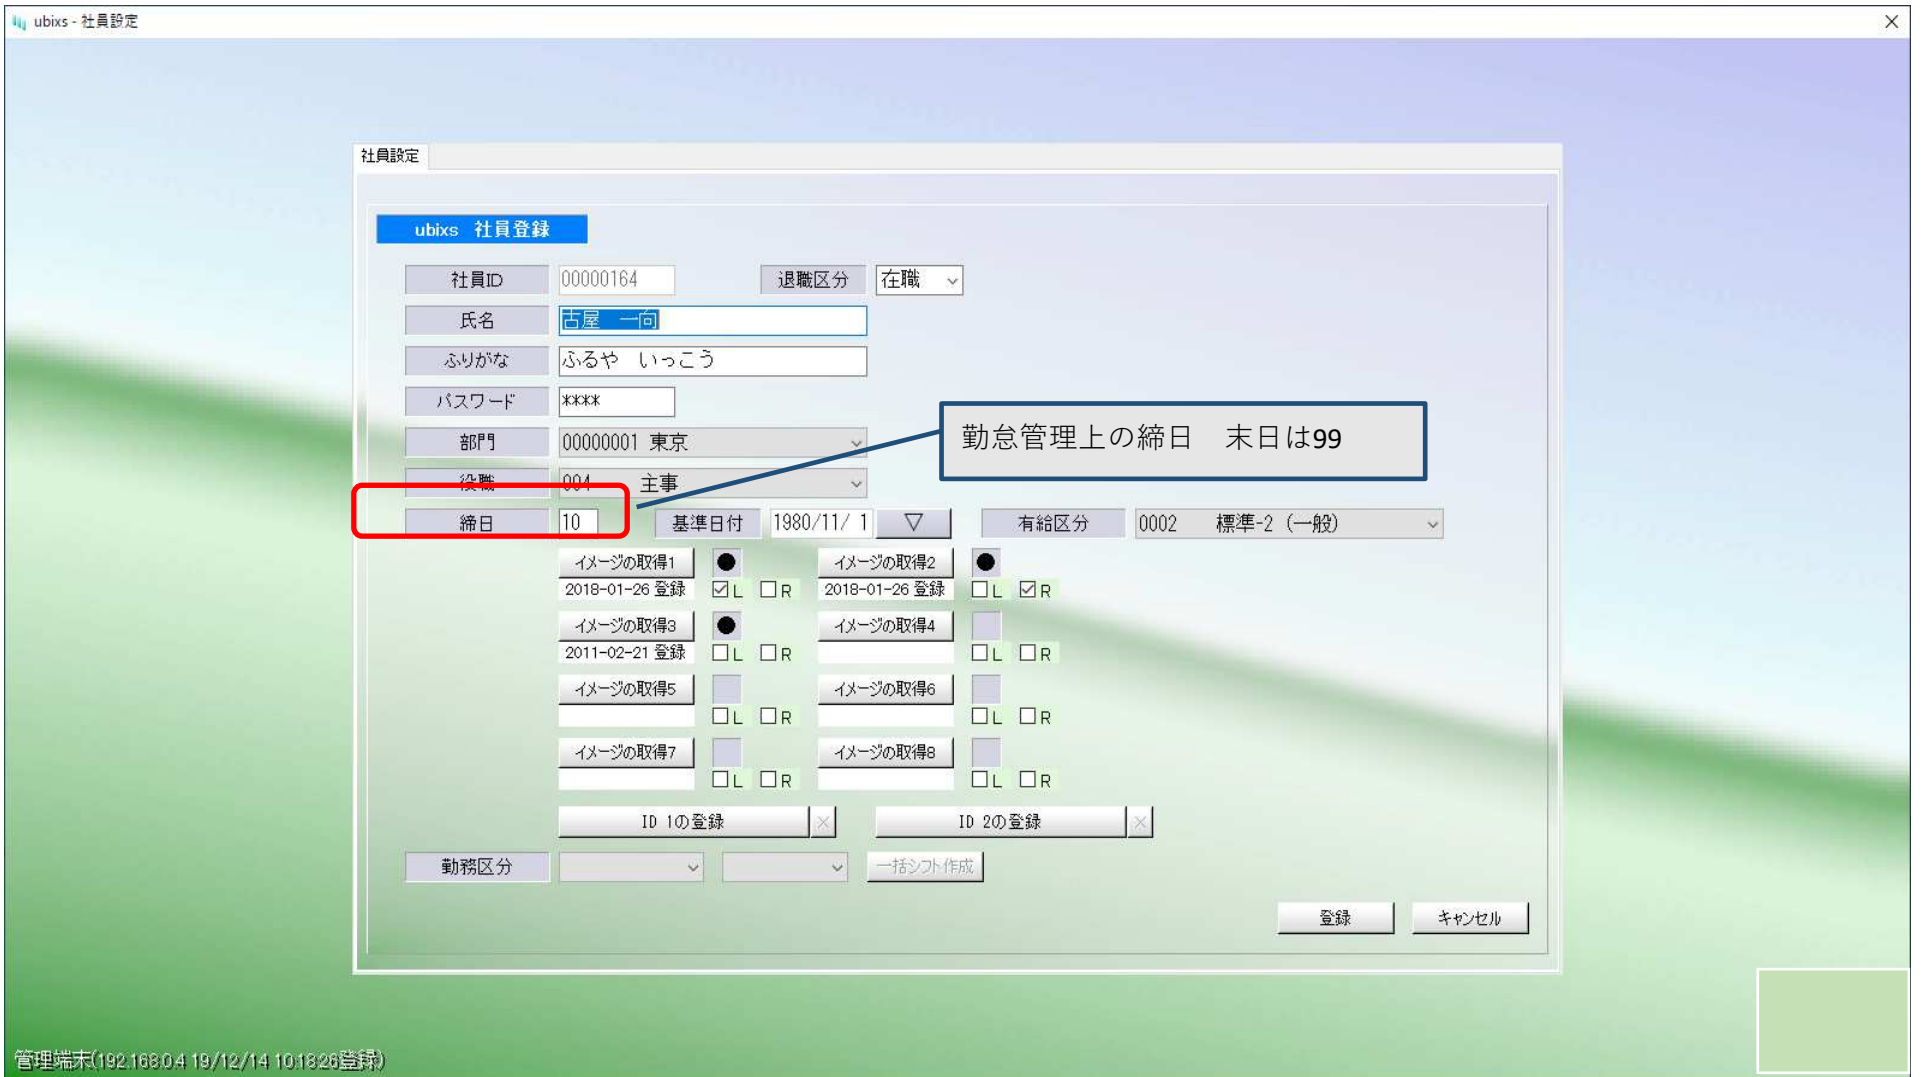 ubixs - 社員設定
社員設定
ubixs 社員登録
社員ID 00000164 退職区分 在職
氏名 古屋 一向
ふりがな ふるや いっこう
パスワード ****
部門 00000001 東京
勤怠管理上の締日 末日は99
役職 004 主事
締日 10 基準日付 1980/11/ 1 ▽ 有給区分 0002 標準-2 (一般)
イメージの取得1 ● イメージの取得2 ●
2018-01-26 登録 L R 2018-01-26 登録 L R
イメージの取得3 ● イメージの取得4
2011-02-21 登録 L R L R
イメージの取得5 イメージの取得6
L R L R
イメージの取得7 イメージの取得8
L R L R
ID 1の登録 × ID 2の登録 ×
勤務区分 一括シフト作成
登録 キャンセル
管理端末(192.168.0.4 19/12/14 10:18:26登録)